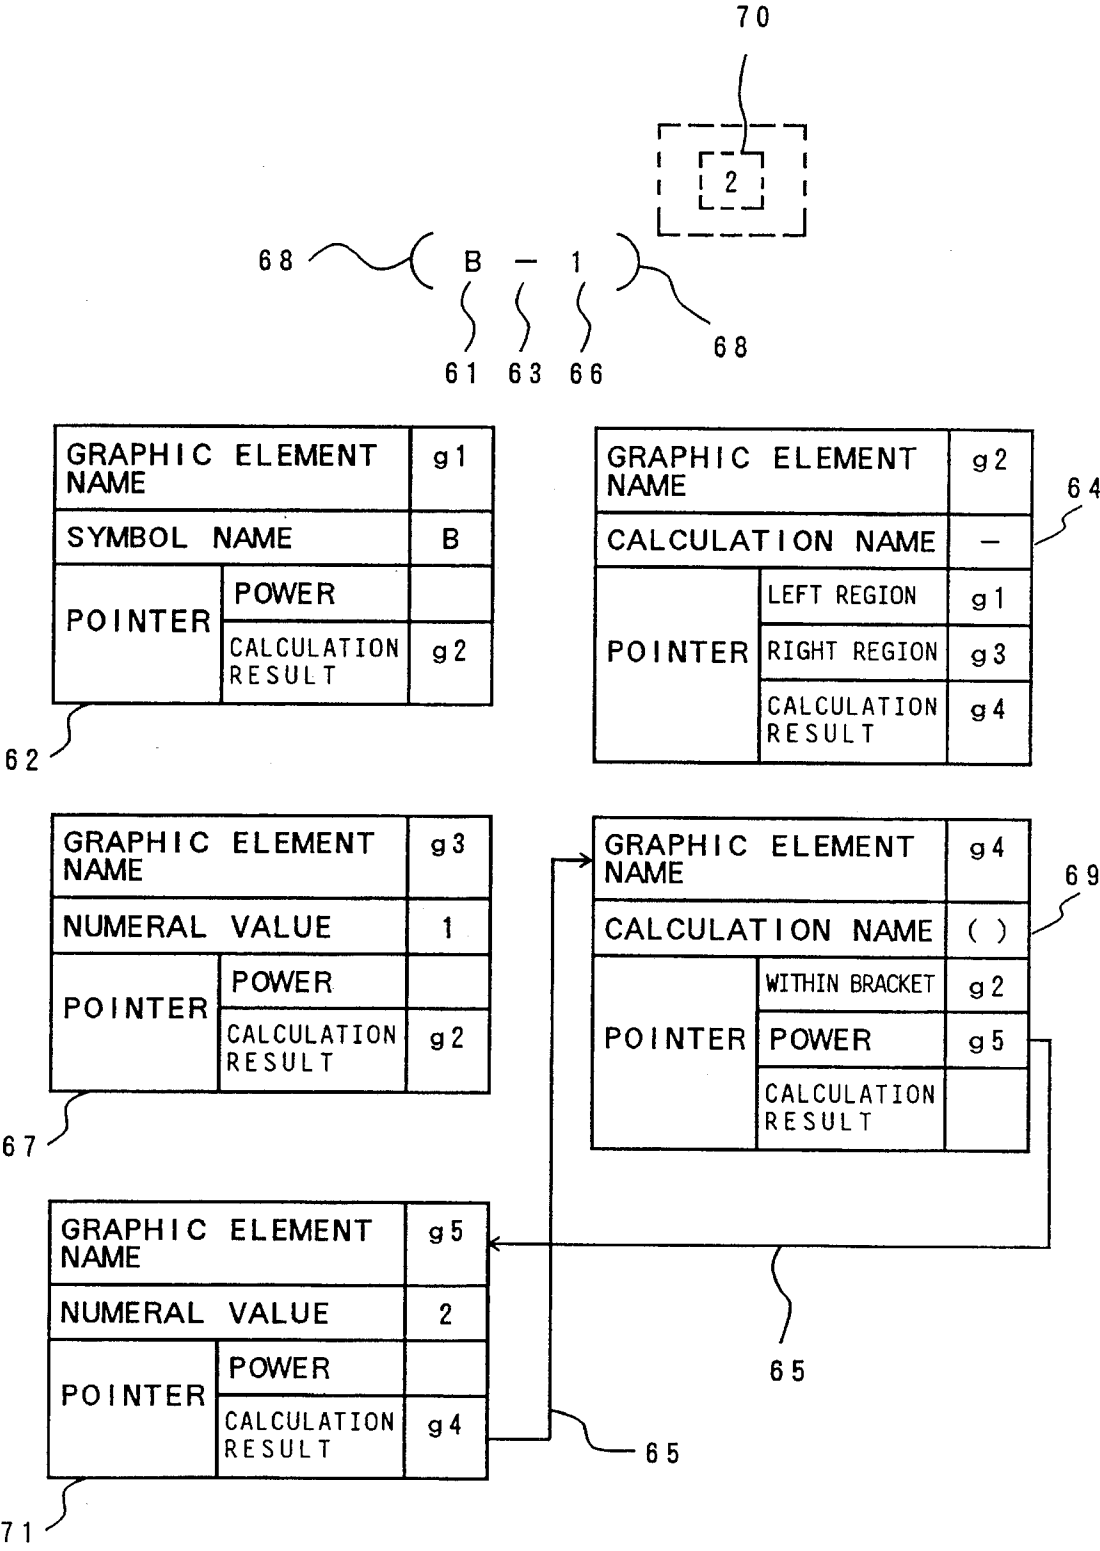 70
2
68 ( B − 1 )
68
61 63 66
GRAPHIC ELEMENT NAME g1
SYMBOL NAME B
POINTER
POWER
CALCULATION RESULT g2
62
GRAPHIC ELEMENT NAME g2
64
CALCULATION NAME −
POINTER
LEFT REGION g1
RIGHT REGION g3
CALCULATION RESULT g4
GRAPHIC ELEMENT NAME g3
NUMERAL VALUE 1
POINTER
POWER
CALCULATION RESULT g2
67
GRAPHIC ELEMENT NAME g4
69
CALCULATION NAME ( )
POINTER
WITHIN BRACKET g2
POWER g5
CALCULATION RESULT
GRAPHIC ELEMENT NAME g5
NUMERAL VALUE 2
POINTER
POWER
CALCULATION RESULT g4
71
65
65